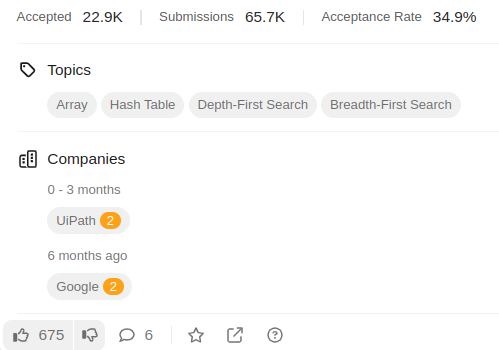 Accepted 22.9K Submissions 65.7K Acceptance Rate 34.9%
Topics
Array Hash Table Depth-First Search Breadth-First Search
Companies
0 - 3 months
UiPath 2
6 months ago
Google 2
675 6